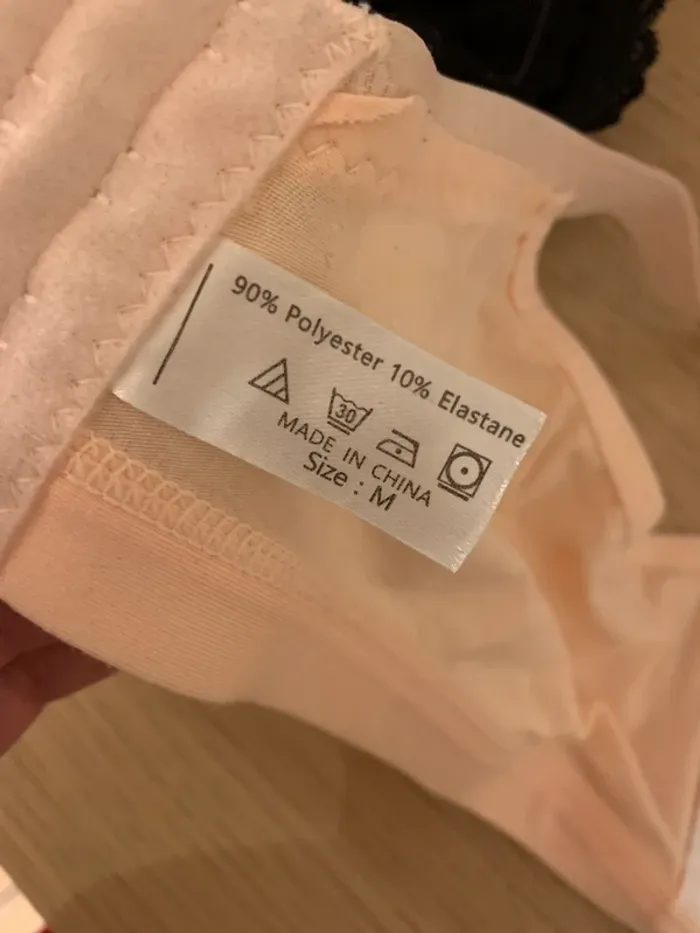 90% Polyester 10% Elastane
30
MADE IN CHINA
Size : M